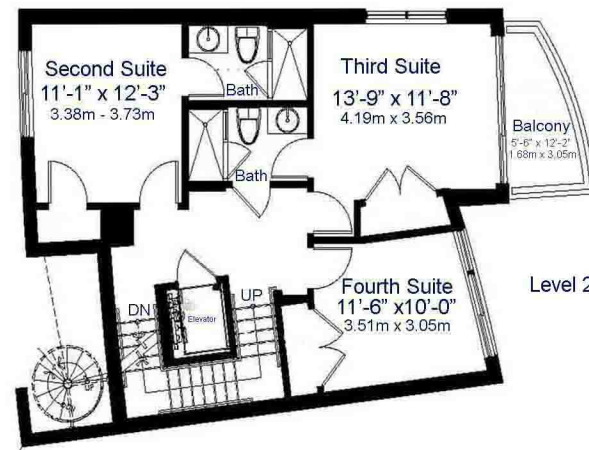 Second Suite
11'-1" x 12'-3"
3.38m - 3.73m
Bath
Third Suite
13'-9" x 11'-8"
4.19m x 3.56m
Balcony
5'-6" x 12'-2"
1.68m x 3.05m
Bath
Fourth Suite
11'-6" x10'-0"
3.51m x 3.05m
Level 2
DN
UP
Elevator